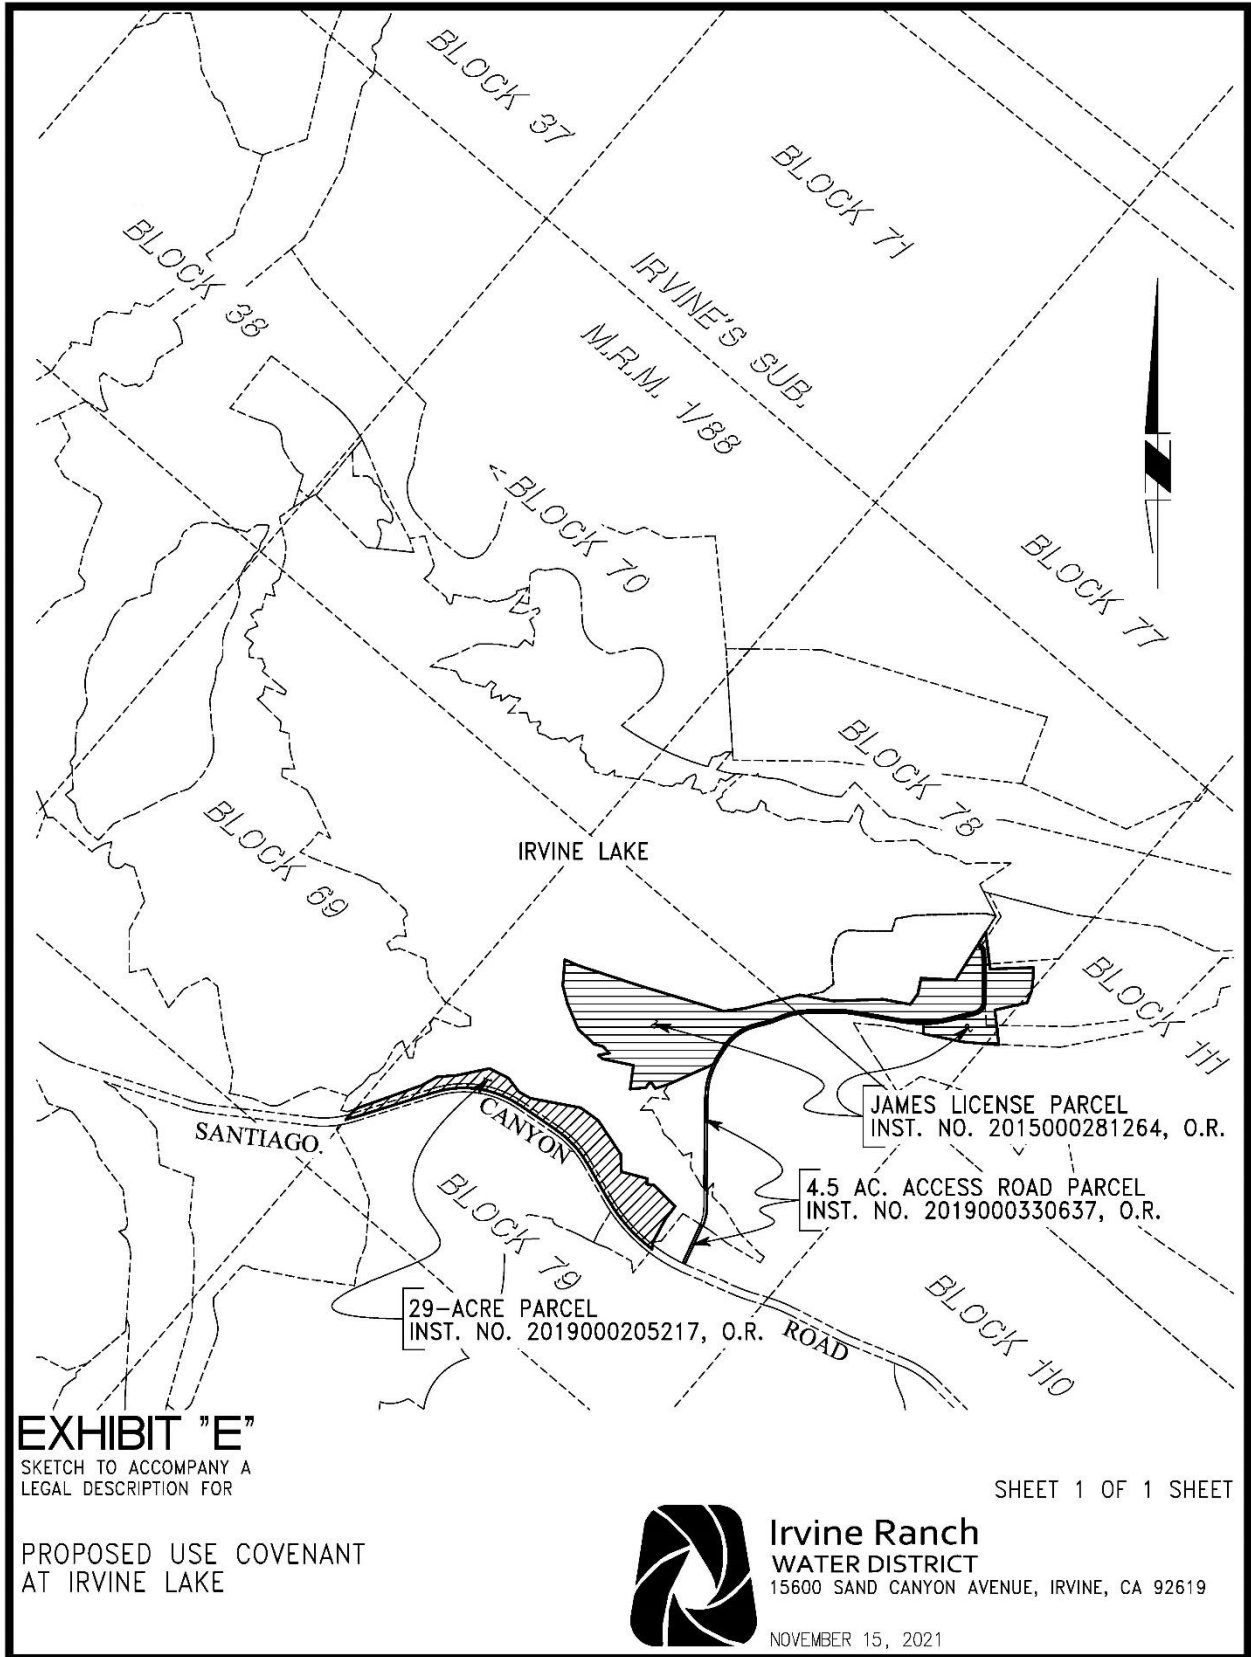 BLOCK 37
BLOCK 71
BLOCK 38
IRVINE'S SUB.
M.R.M. 1/88
BLOCK 70
BLOCK 77
BLOCK 78
IRVINE LAKE
BLOCK 69
BLOCK 111
JAMES LICENSE PARCEL
INST. NO. 2015000281264, O.R.
SANTIAGO.
CANYON
4.5 AC. ACCESS ROAD PARCEL
INST. NO. 2019000330637, O.R.
BLOCK 79
29-ACRE PARCEL
INST. NO. 2019000205217, O.R.
ROAD
BLOCK 110
EXHIBIT "E"
SKETCH TO ACCOMPANY A
LEGAL DESCRIPTION FOR
SHEET 1 OF 1 SHEET
PROPOSED USE COVENANT
AT IRVINE LAKE
Irvine Ranch
WATER DISTRICT
15600 SAND CANYON AVENUE, IRVINE, CA 92619
NOVEMBER 15, 2021